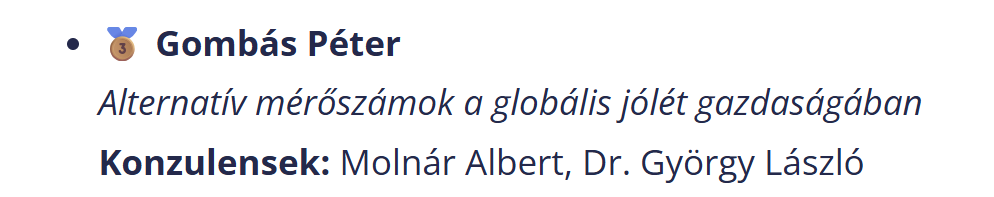 • 🥉 Gombás Péter
Alternatív mérőszámok a globális jólét gazdaságában
Konzulensek: Molnár Albert, Dr. György László